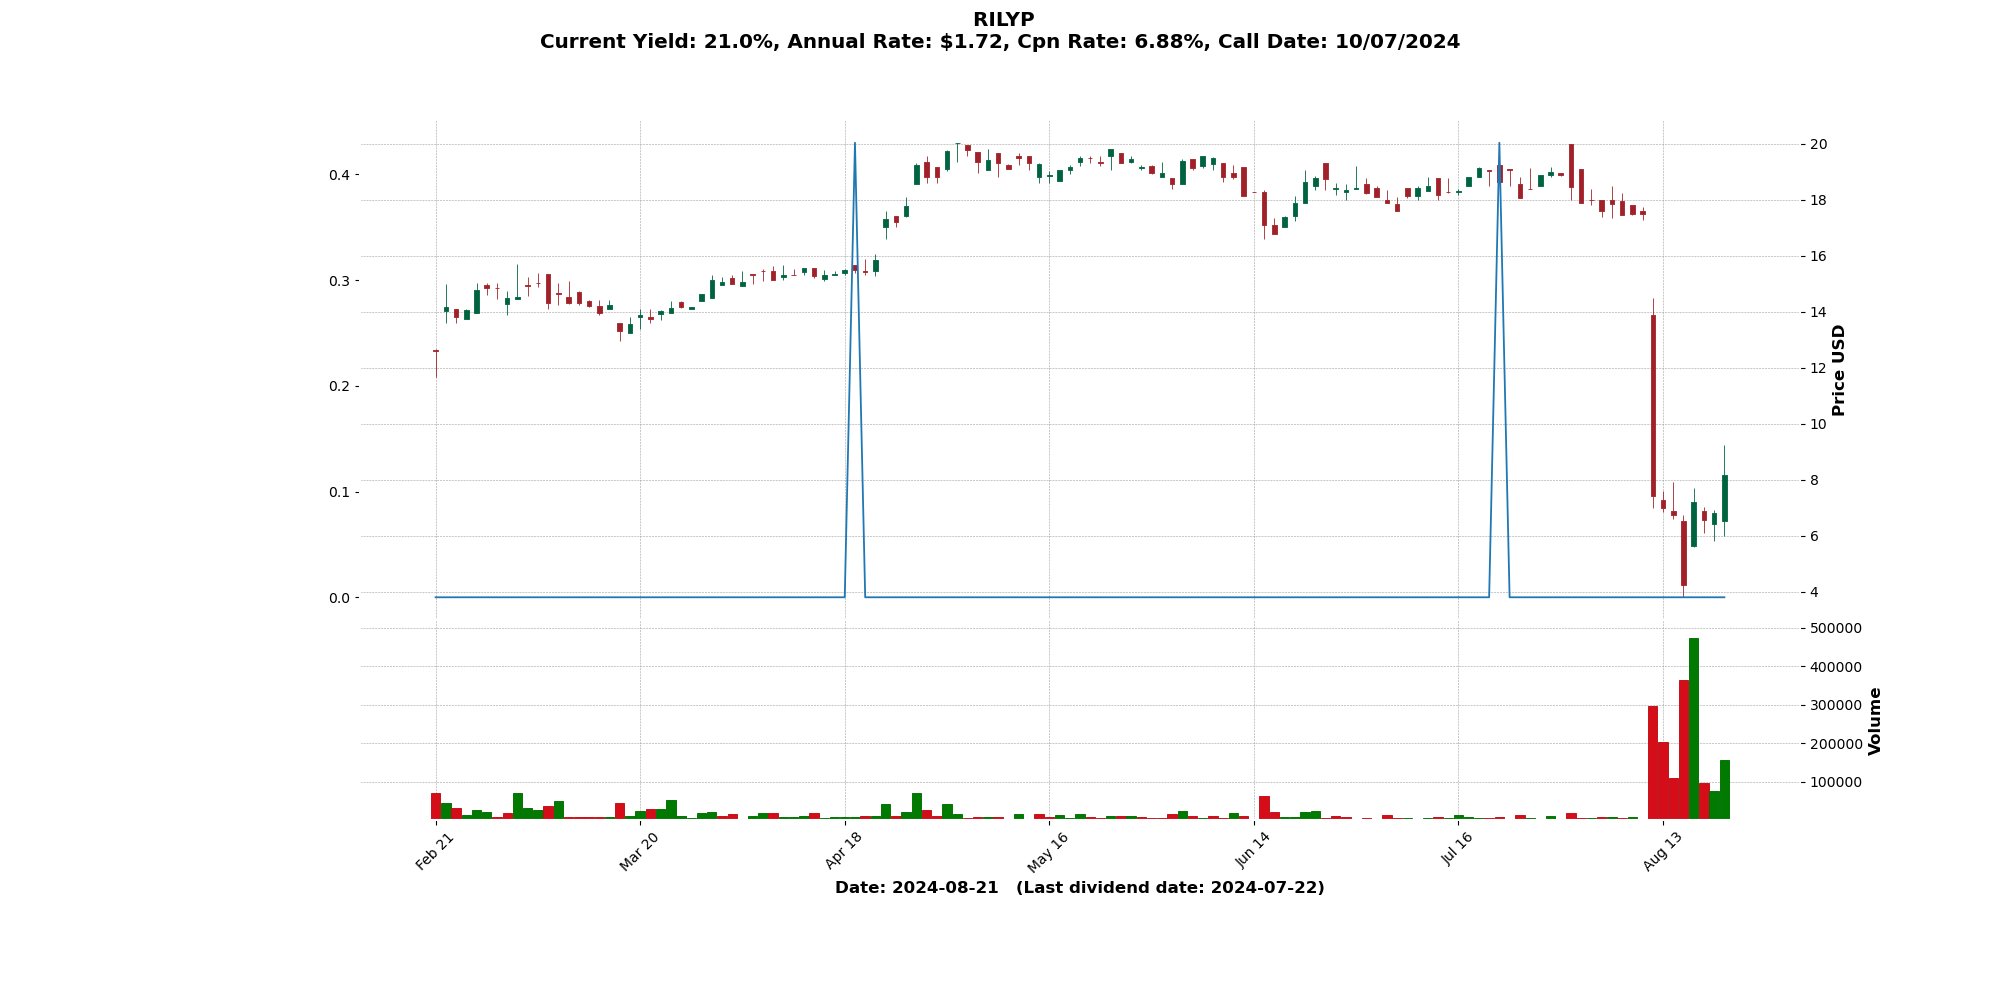 RILYP
Current Yield: 21.0%, Annual Rate: $1.72, Cpn Rate: 6.88%, Call Date: 10/07/2024
0.4
0.3
0.2
0.1
0.0
20
18
16
14
12
10
8
6
4
Price USD
500000
400000
300000
200000
100000
Volume
Feb 21
Mar 20
Apr 18
May 16
Jun 14
Jul 16
Aug 13
Date: 2024-08-21 (Last dividend date: 2024-07-22)